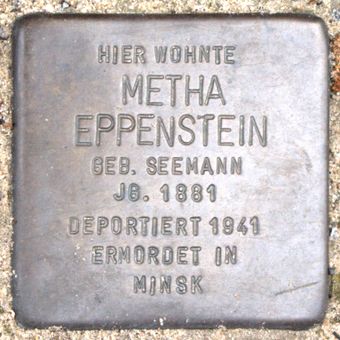 HIER WOHNTE
METHA
EPPENSTEIN
GEB. SEEMANN
JG. 1881
DEPORTIERT 1941
ERMORDET IN
MINSK